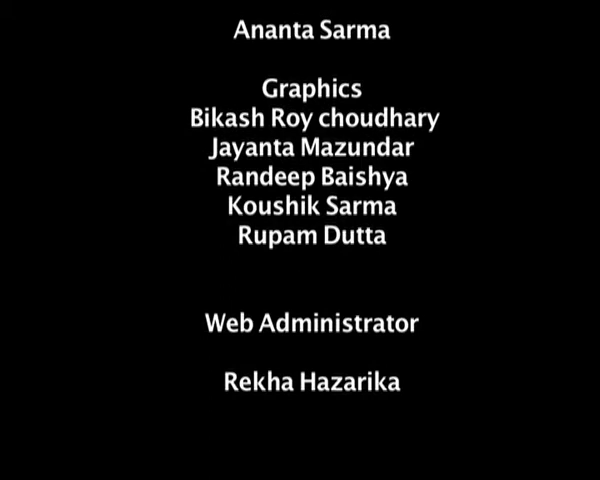 Ananta Sarma
Graphics
Bikash Roy choudhary
Jayanta Mazundar
Randeep Baishya
Koushik Sarma
Rupam Dutta
Web Administrator
Rekha Hazarika